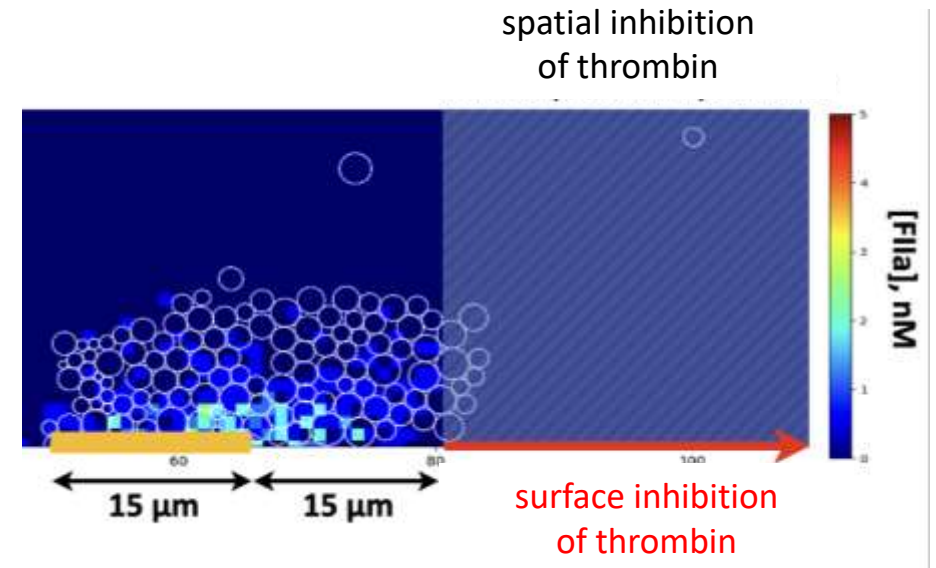 spatial inhibition
of thrombin
5
4
3
2
1
0
[FIIa], nM
60
80
100
15 µm
15 µm
surface inhibition
of thrombin